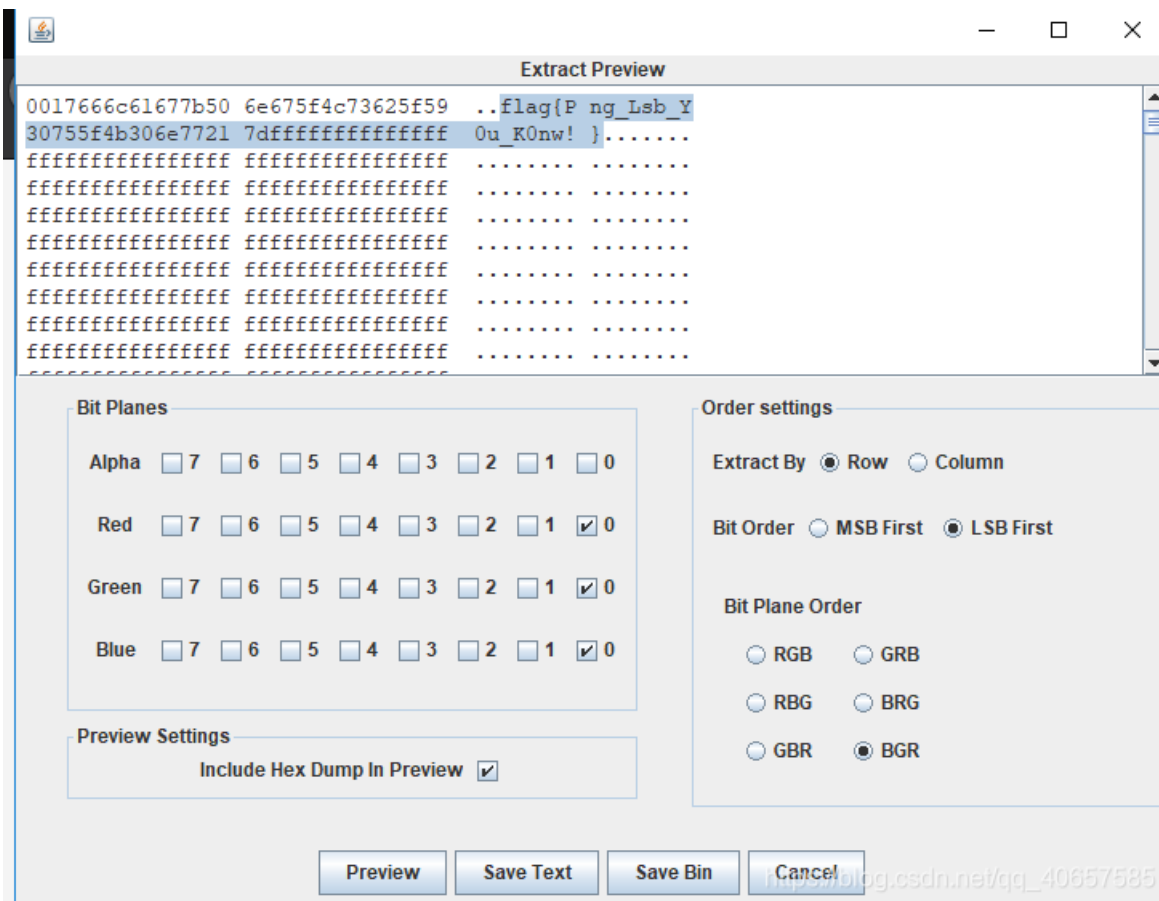 Extract Preview
0017666c61677b50 6e675f4c73625f59 ..flag{P ng_Lsb_Y
30755f4b306e7721 7dffffffffffffff 0u_K0nw! }.......
ffffffffffffffff ffffffffffffffff ........ ........
ffffffffffffffff ffffffffffffffff ........ ........
ffffffffffffffff ffffffffffffffff ........ ........
ffffffffffffffff ffffffffffffffff ........ ........
ffffffffffffffff ffffffffffffffff ........ ........
ffffffffffffffff ffffffffffffffff ........ ........
ffffffffffffffff ffffffffffffffff ........ ........
ffffffffffffffff ffffffffffffffff ........ ........
Bit Planes
Alpha 7 6 5 4 3 2 1 0
Red 7 6 5 4 3 2 1 0
Green 7 6 5 4 3 2 1 0
Blue 7 6 5 4 3 2 1 0
Preview Settings
Include Hex Dump In Preview
Order settings
Extract By Row Column
Bit Order MSB First LSB First
Bit Plane Order
RGB GRB
RBG BRG
GBR BGR
Preview Save Text Save Bin Cancel
https://blog.csdn.net/qq_40657585